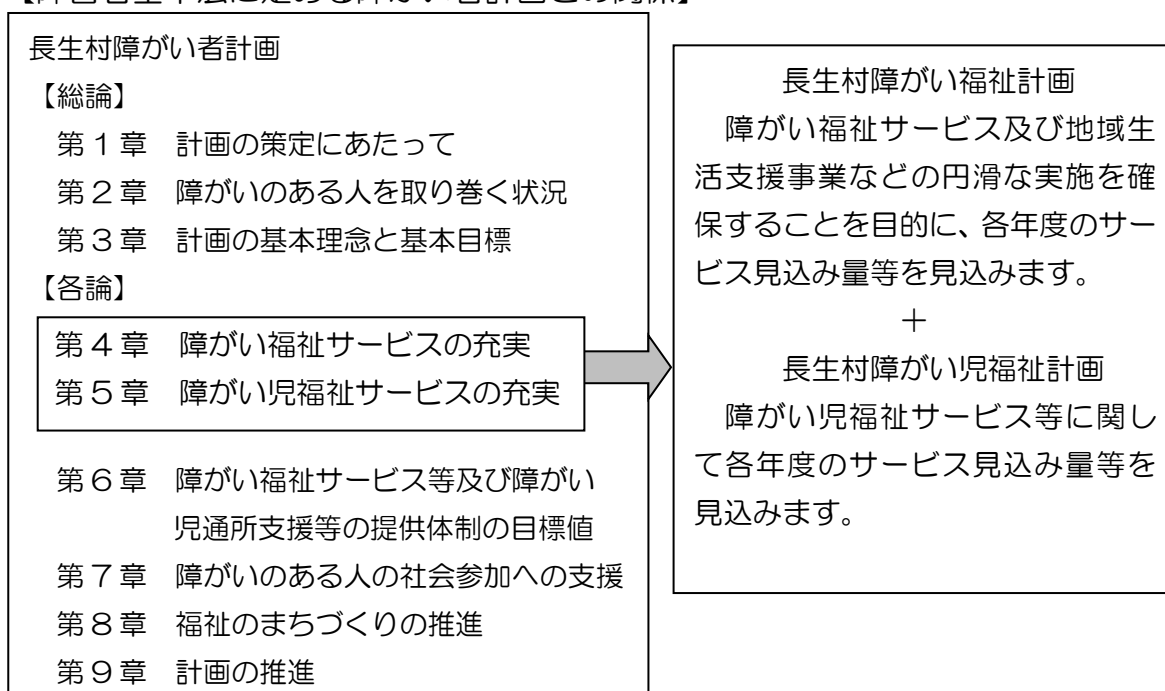 長生村障がい者計画
【総論】
第１章　計画の策定にあたって
第２章　障がいのある人を取り巻く状況
第３章　計画の基本理念と基本目標
【各論】
第４章　障がい福祉サービスの充実
第５章　障がい児福祉サービスの充実
第６章　障がい福祉サービス等及び障がい
児通所支援等の提供体制の目標値
第７章　障がいのある人の社会参加への支援
第８章　福祉のまちづくりの推進
第９章　計画の推進
長生村障がい福祉計画
障がい福祉サービス及び地域生
活支援事業などの円滑な実施を確
保することを目的に、各年度のサー
ビス見込み量等を見込みます。
＋
長生村障がい児福祉計画
障がい児福祉サービス等に関し
て各年度のサービス見込み量等を
見込みます。